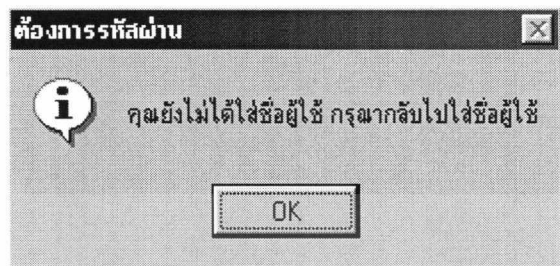 ต้องการรหัสผ่าน
คุณยังไม่ได้ใส่ชื่อผู้ใช้ กรุณากลับไปใส่ชื่อผู้ใช้
OK